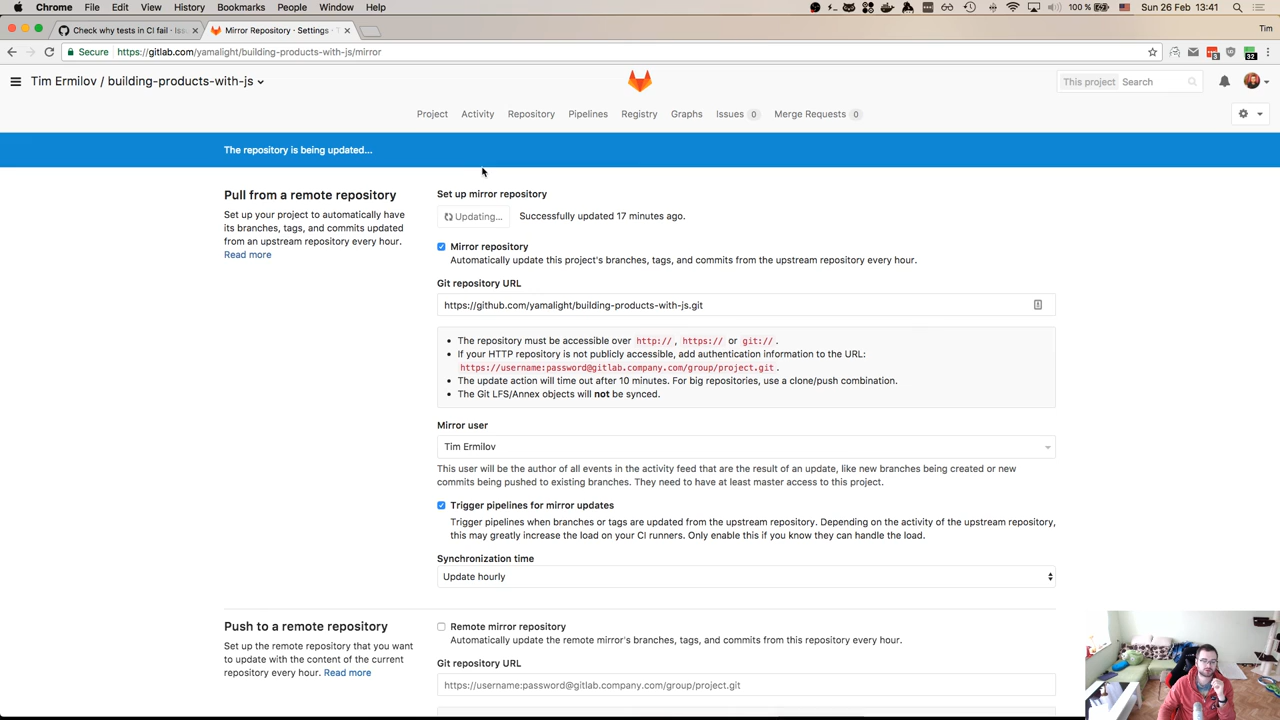 Chrome File Edit View History Bookmarks People Window Help
100 % Sun 26 Feb 13:41
Check why tests in CI fail · Iss
Mirror Repository · Settings · T
Tim
Secure https://gitlab.com/yamalight/building-products-with-js/mirror
3
32
Tim Ermilov / building-products-with-js
This project Search
Project Activity Repository Pipelines Registry Graphs Issues 0 Merge Requests 0
The repository is being updated...
Pull from a remote repository
Set up your project to automatically have
its branches, tags, and commits updated
from an upstream repository every hour.
Read more
Set up mirror repository
Updating... Successfully updated 17 minutes ago.
Mirror repository
Automatically update this project's branches, tags, and commits from the upstream repository every hour.
Git repository URL
https://github.com/yamalight/building-products-with-js.git
The repository must be accessible over http://, https:// or git://.
If your HTTP repository is not publicly accessible, add authentication information to the URL:
https://username:password@gitlab.company.com/group/project.git.
The update action will time out after 10 minutes. For big repositories, use a clone/push combination.
The Git LFS/Annex objects will not be synced.
Mirror user
Tim Ermilov
This user will be the author of all events in the activity feed that are the result of an update, like new branches being created or new
commits being pushed to existing branches. They need to have at least master access to this project.
Trigger pipelines for mirror updates
Trigger pipelines when branches or tags are updated from the upstream repository. Depending on the activity of the upstream repository,
this may greatly increase the load on your CI runners. Only enable this if you know they can handle the load.
Synchronization time
Update hourly
Push to a remote repository
Set up the remote repository that you want
to update with the content of the current
repository every hour. Read more
Remote mirror repository
Automatically update the remote mirror's branches, tags, and commits from this repository every hour.
Git repository URL
https://username:password@gitlab.company.com/group/project.git